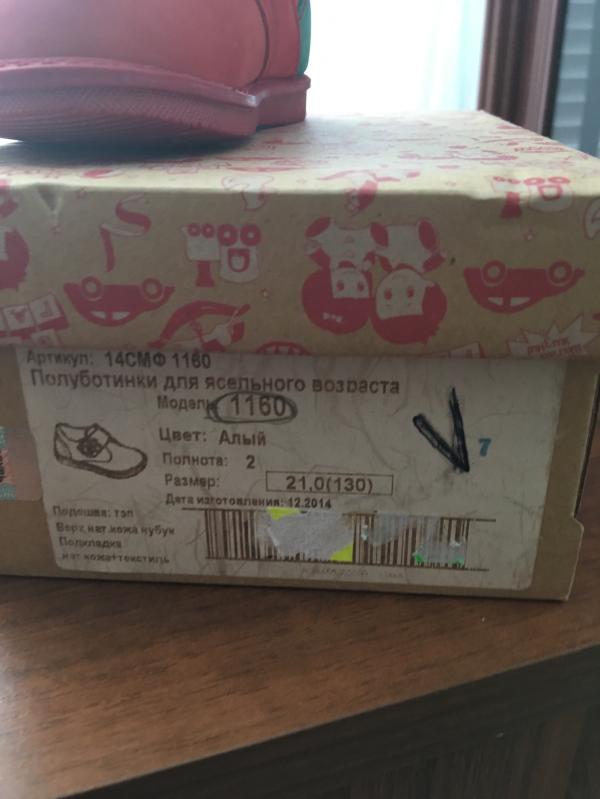 Артикул: 14СМФ 1160
Полуботинки для ясельного возраста
Модель 1160
Цвет: Алый
Полнота: 2
Размер: 21,0(130)
Дата изготовления: 12.2014
7
Подошва: тэп
Верх нат.кожа нубук
Подкладка
нат кожа+текстиль